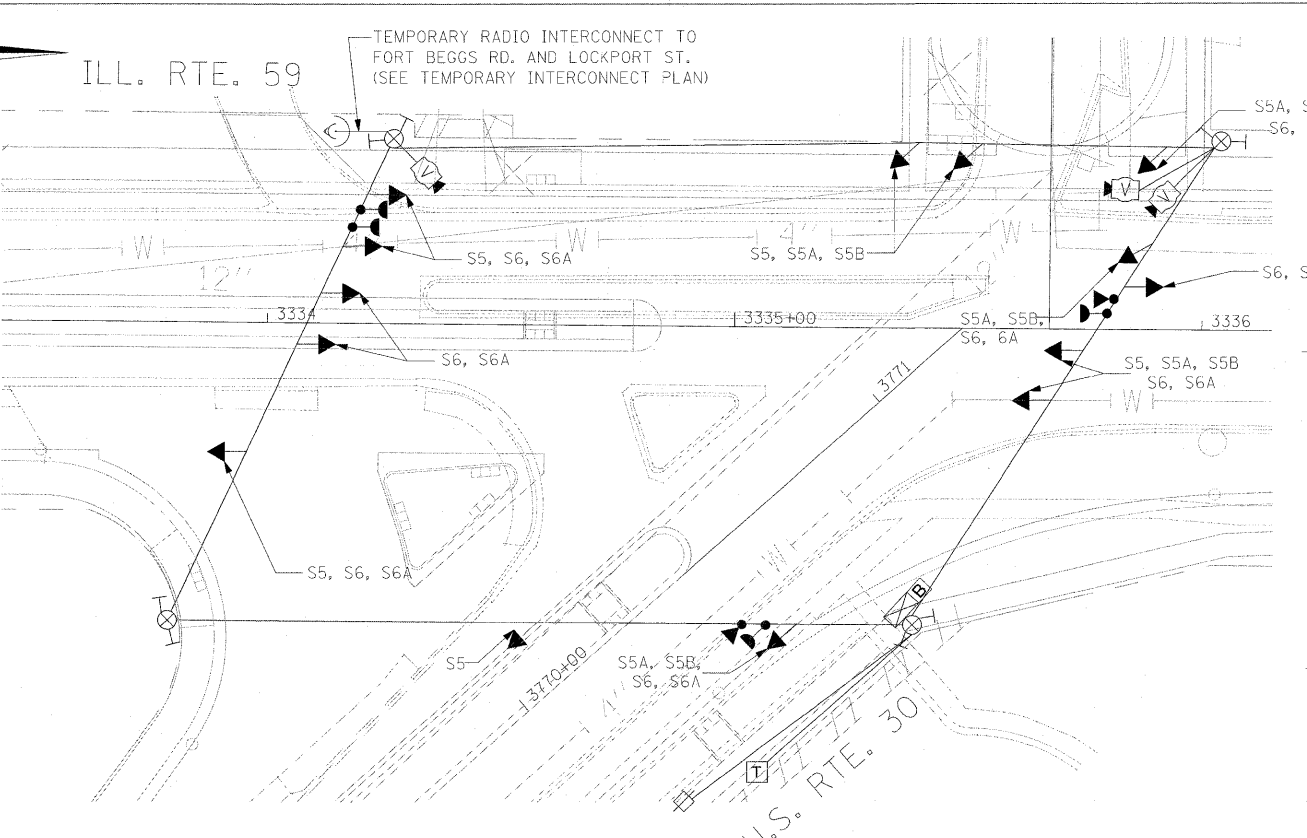 TEMPORARY RADIO INTERCONNECT TO
FORT BEGGS RD. AND LOCKPORT ST.
(SEE TEMPORARY INTERCONNECT PLAN)
ILL. RTE. 59
S5A, S
S6,
C
V
V
V
W
W
4"
W
S5, S6, S6A
S5, S5A, S5B
12"
12"
S6, S
3334
3335+00
S5A, S5B,
S6, 6A
3336
S6, S6A
S5, S5A, S5B
S6, S6A
3771
W
W
S5, S6, S6A
B
S5
S5A, S5B,
S6, S6A
3770+00
4"
T
U.S. RTE. 30